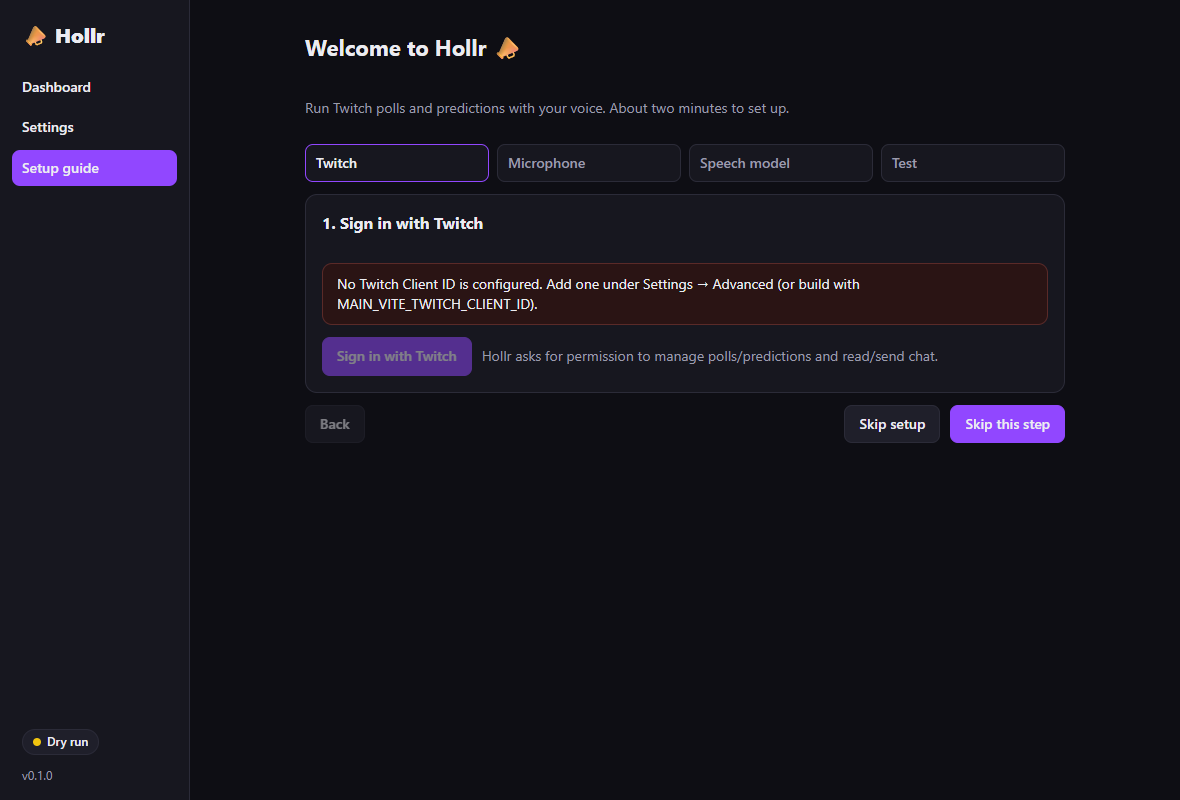 Hollr
Dashboard
Settings
Setup guide
Dry run
v0.1.0
Welcome to Hollr
Run Twitch polls and predictions with your voice. About two minutes to set up.
Twitch
Microphone
Speech model
Test
1. Sign in with Twitch
No Twitch Client ID is configured. Add one under Settings → Advanced (or build with
MAIN_VITE_TWITCH_CLIENT_ID).
Sign in with Twitch
Hollr asks for permission to manage polls/predictions and read/send chat.
Back
Skip setup
Skip this step